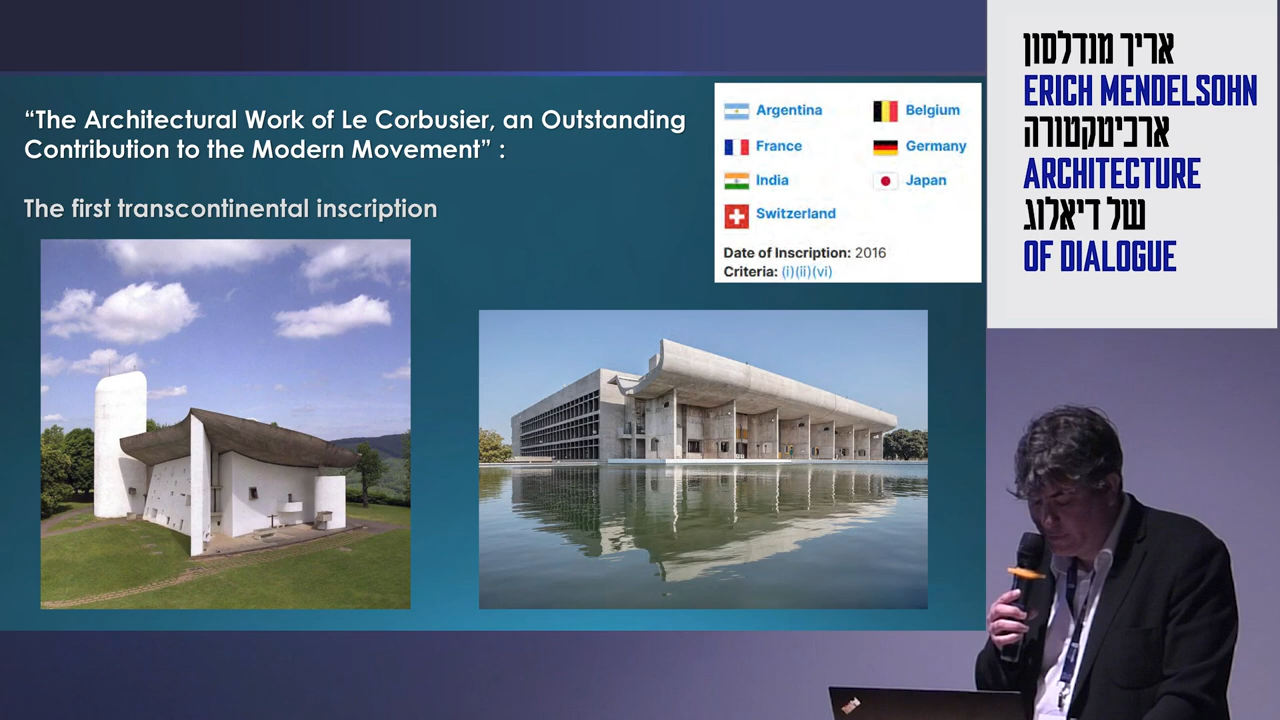 “The Architectural Work of Le Corbusier, an Outstanding
Contribution to the Modern Movement” :
The first transcontinental inscription
Argentina
Belgium
France
Germany
India
Japan
Switzerland
Date of Inscription: 2016
Criteria: (i)(ii)(vi)
אריך מנדלסון
ERICH MENDELSOHN
ארכיטקטורה
ARCHITECTURE
של דיאלוג
OF DIALOGUE